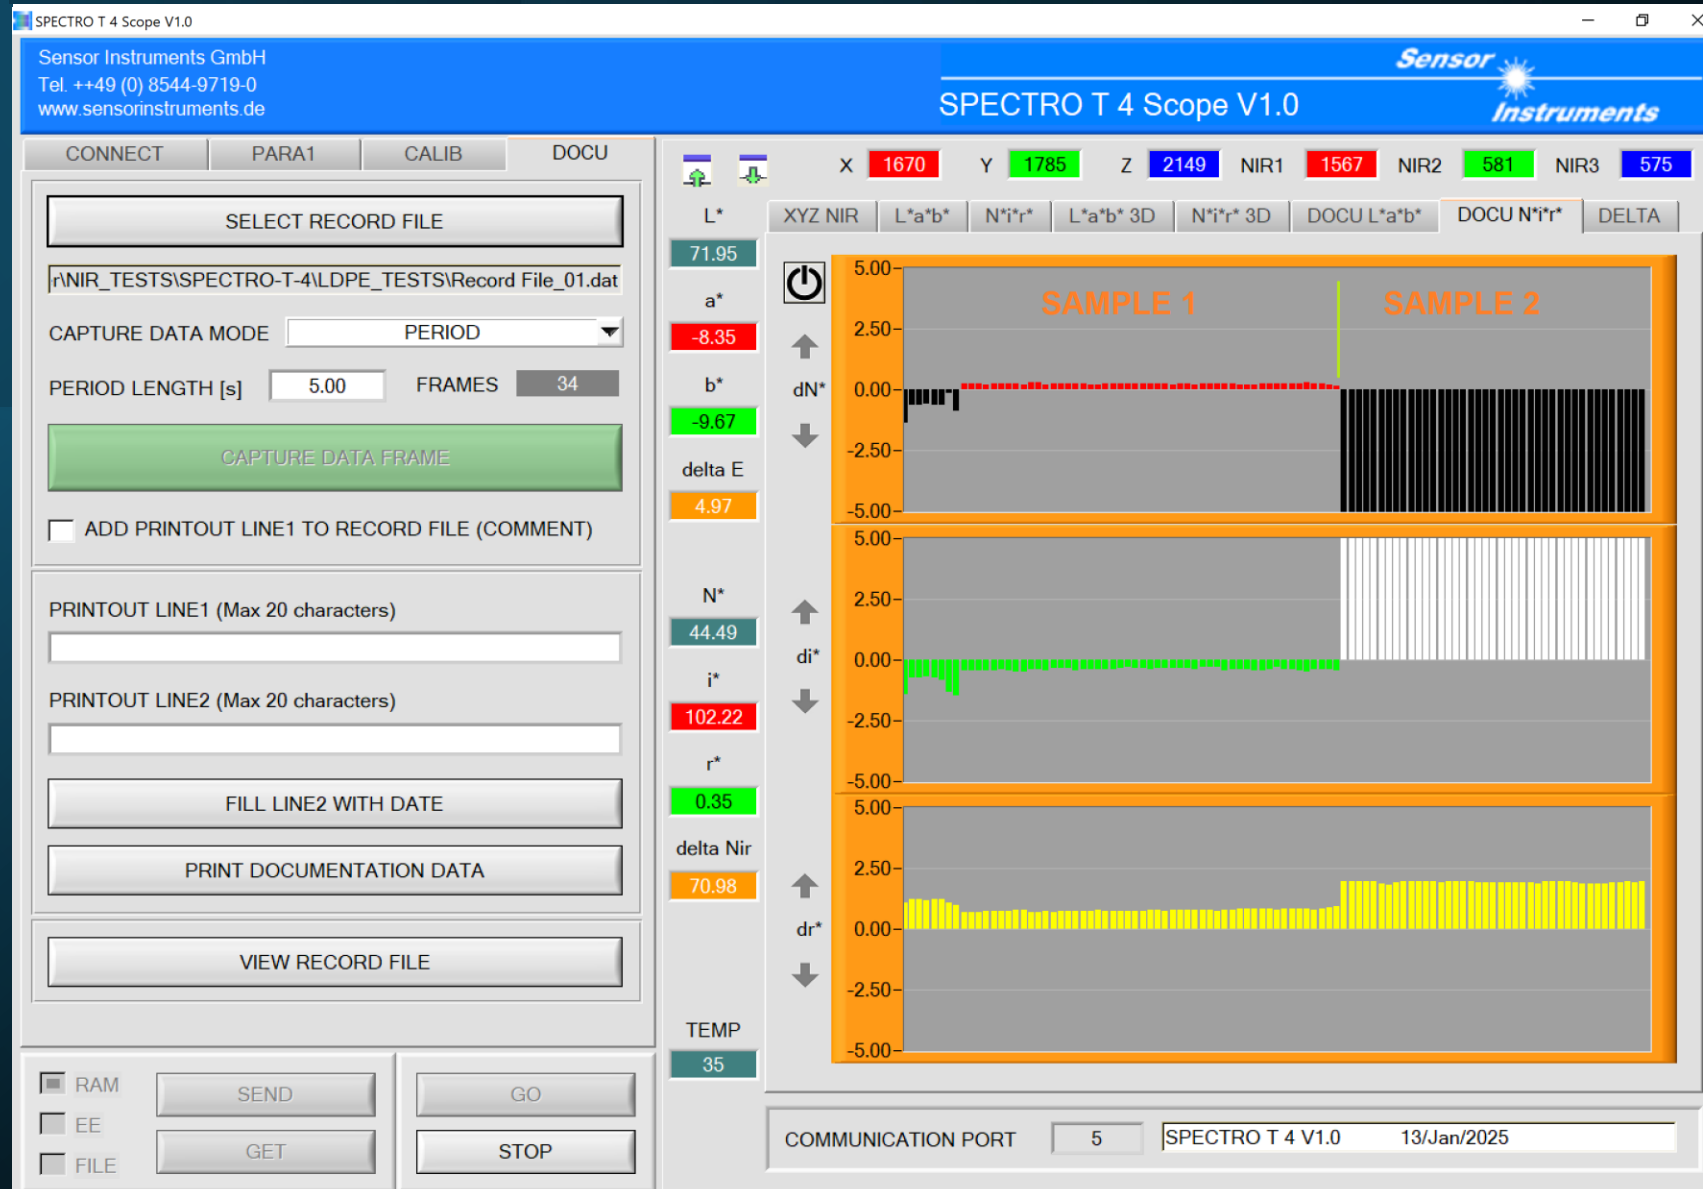 SPECTRO T 4 Scope V1.0
Sensor Instruments GmbH
Tel. ++49 (0) 8544-9719-0
www.sensorinstruments.de
Sensor
Instruments
SPECTRO T 4 Scope V1.0
CONNECT PARA1 CALIB DOCU
SELECT RECORD FILE
r\NIR_TESTS\SPECTRO-T-4\LDPE_TESTS\Record File_01.dat
CAPTURE DATA MODE PERIOD
PERIOD LENGTH [s] 5.00 FRAMES 34
CAPTURE DATA FRAME
ADD PRINTOUT LINE1 TO RECORD FILE (COMMENT)
PRINTOUT LINE1 (Max 20 characters)
PRINTOUT LINE2 (Max 20 characters)
FILL LINE2 WITH DATE
PRINT DOCUMENTATION DATA
VIEW RECORD FILE
RAM
EE
FILE
SEND
GET
GO
STOP
X 1670 Y 1785 Z 2149 NIR1 1567 NIR2 581 NIR3 575
L*
71.95
a*
-8.35
b*
-9.67
delta E
4.97
N*
44.49
i*
102.22
r*
0.35
delta Nir
70.98
TEMP
35
XYZ NIR L*a*b* N*i*r* L*a*b* 3D N*i*r* 3D DOCU L*a*b* DOCU N*i*r* DELTA
SAMPLE 1 SAMPLE 2
dN*
5.00
2.50
0.00
-2.50
-5.00
di*
5.00
2.50
0.00
-2.50
-5.00
dr*
5.00
2.50
0.00
-2.50
-5.00
COMMUNICATION PORT 5 SPECTRO T 4 V1.0 13/Jan/2025